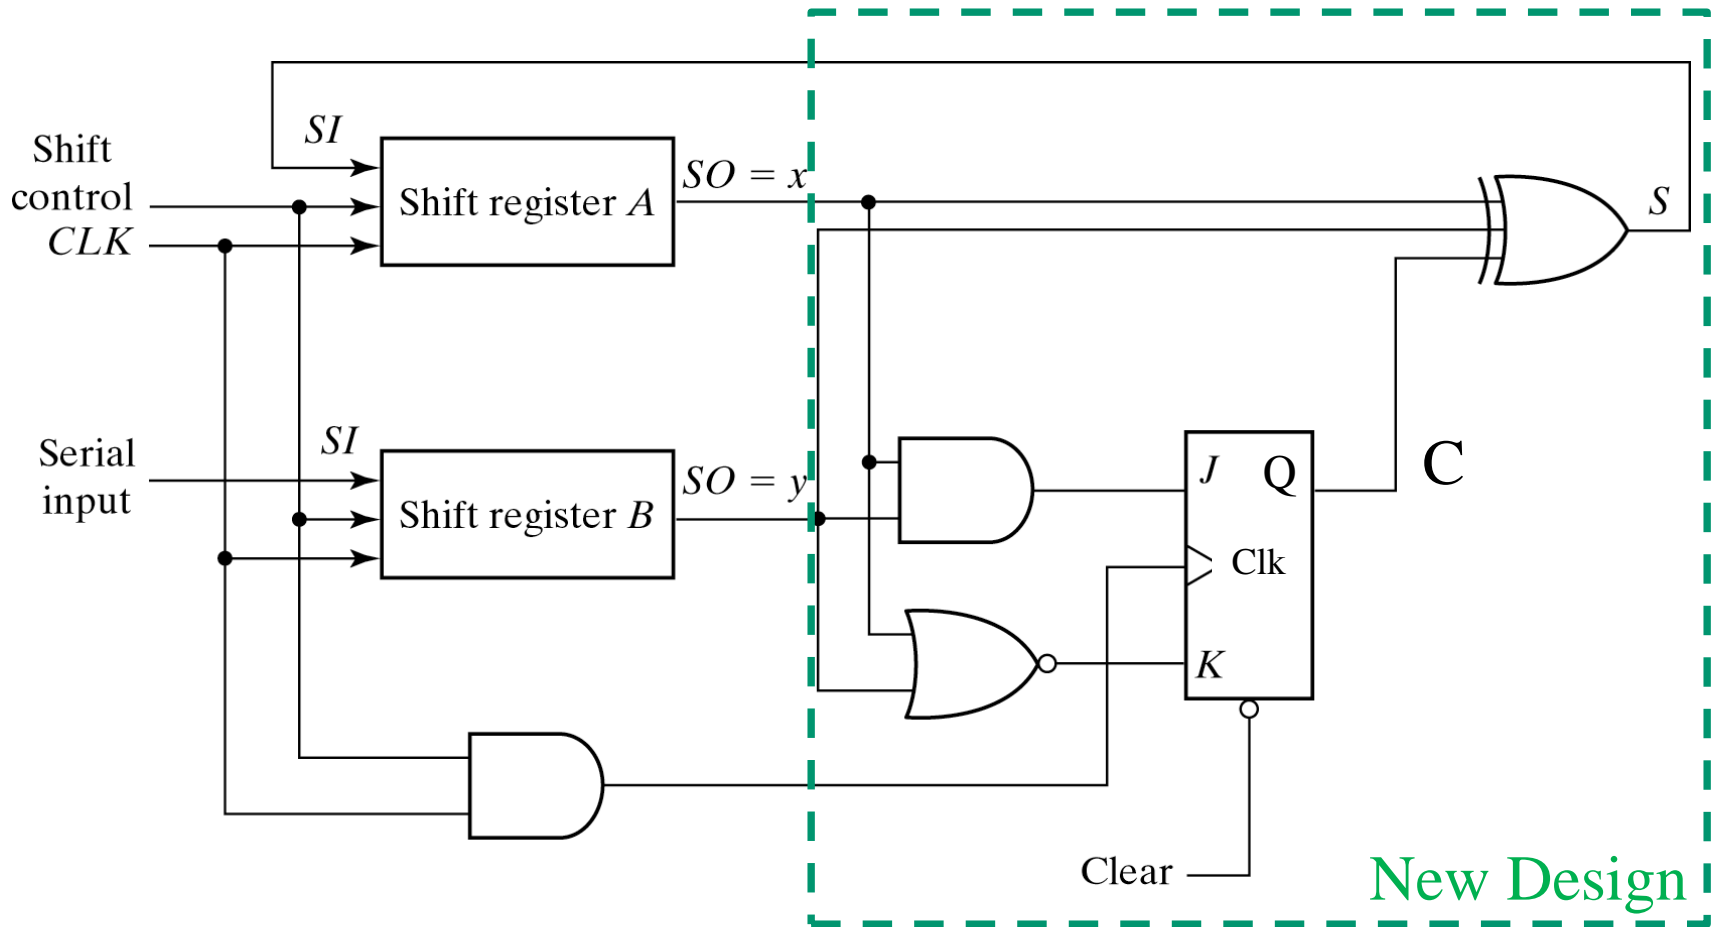 Shift
control
CLK
SI
Shift register A
SO = x
S
Serial
input
SI
Shift register B
SO = y
J
Q
C
Clk
K
Clear
New Design